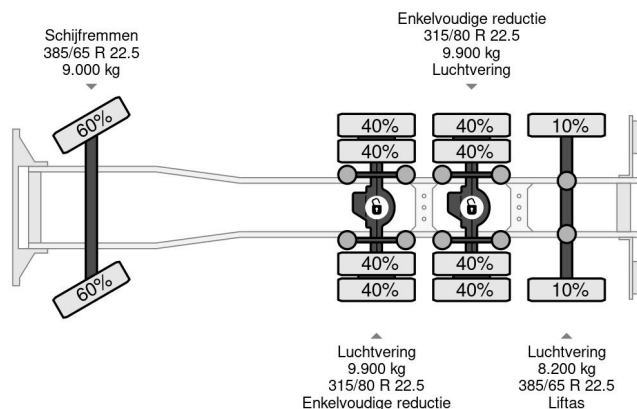 Schijfremmen
385/65 R 22.5
9.000 kg
Enkelvoudige reductie
315/80 R 22.5
9.900 kg
Luchtvering
60%
40%
40%
10%
40%
40%
60%
40%
40%
10%
40%
40%
Luchtvering
9.900 kg
315/80 R 22.5
Enkelvoudige reductie
Luchtvering
8.200 kg
385/65 R 22.5
Liftas